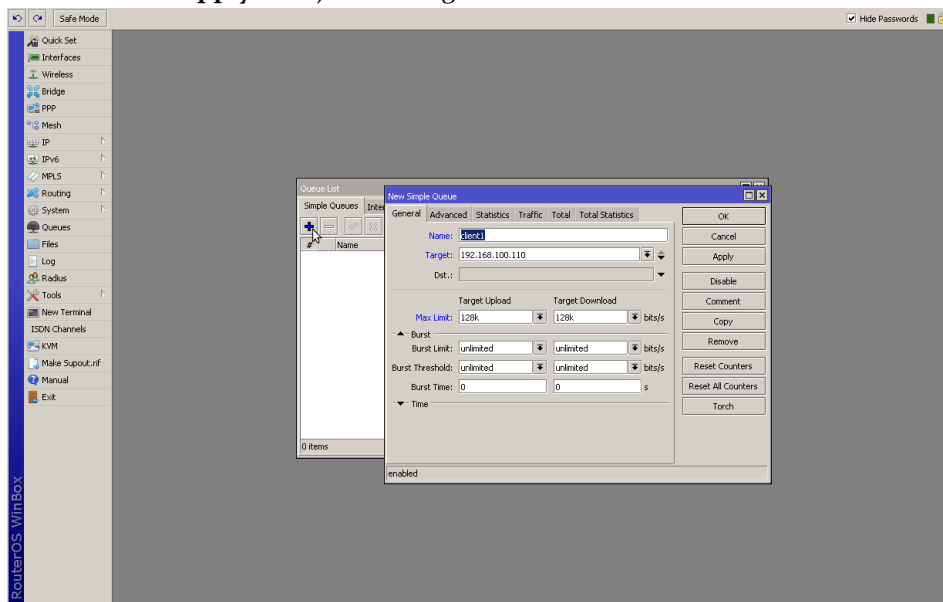 Safe Mode
Hide Passwords
Quick Set
Interfaces
Wireless
Bridge
PPP
Mesh
IP
IPv6
MPLS
Routing
System
Queues
Files
Log
Radius
Tools
New Terminal
ISDN Channels
KVM
Make Supout.rif
Manual
Exit
RouterOS WinBox
Queue List
Simple Queues
#
Name
0 items
New Simple Queue
General Advanced Statistics Traffic Total Total Statistics
Name: client1
Target: 192.168.100.110
Dst.:
Target Upload Target Download
Max Limit: 128k 128k bits/s
Burst
Burst Limit: unlimited unlimited bits/s
Burst Threshold: unlimited unlimited bits/s
Burst Time: 0 0 s
Time
enabled
OK
Cancel
Apply
Disable
Comment
Copy
Remove
Reset Counters
Reset All Counters
Torch